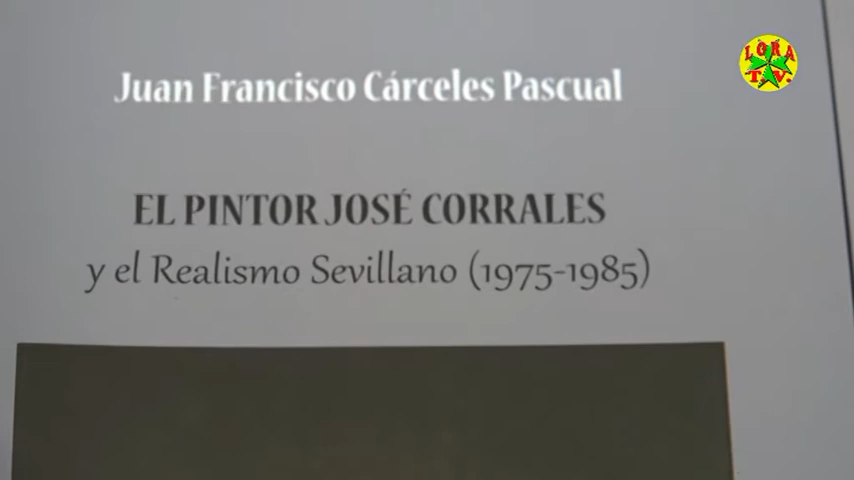 LORA
T.V.
Juan Francisco Cárceles Pascual
EL PINTOR JOSÉ CORRALES
y el Realismo Sevillano (1975-1985)